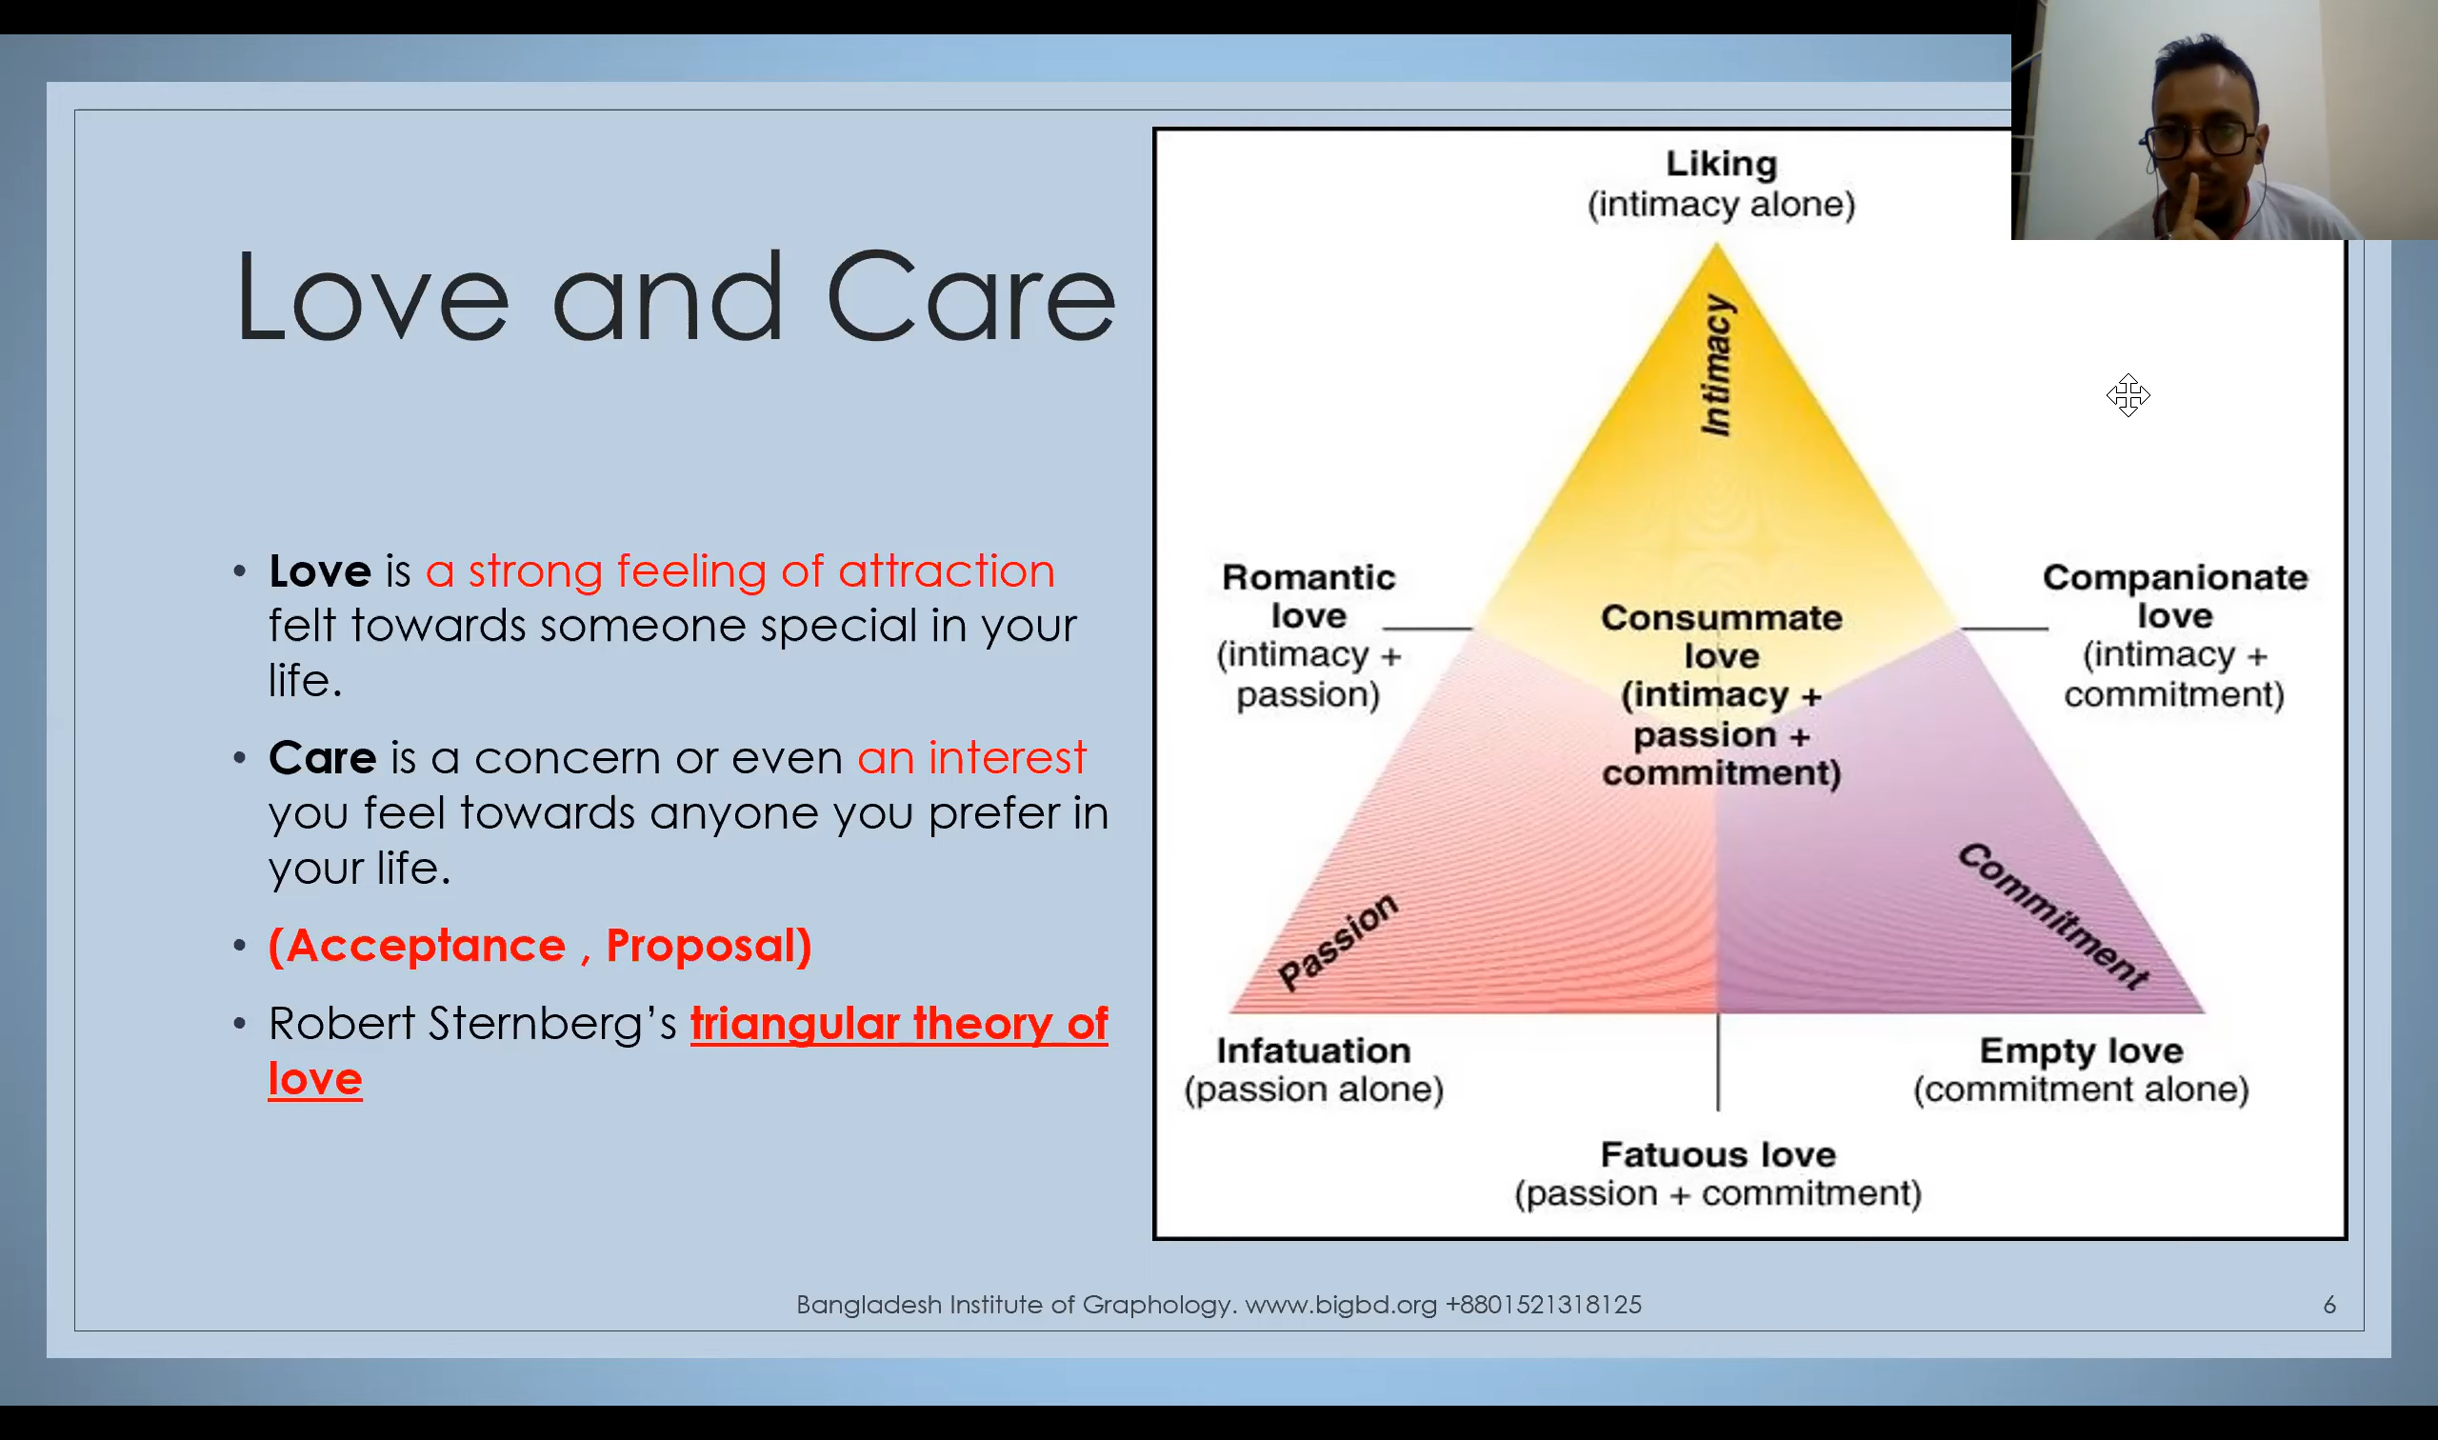 Love and Care
• Love is a strong feeling of attraction
felt towards someone special in your
life.
• Care is a concern or even an interest
you feel towards anyone you prefer in
your life.
• (Acceptance , Proposal)
• Robert Sternberg’s triangular theory of
love
Liking
(intimacy alone)
Intimacy
Romantic
love
(intimacy +
passion)
Consummate
love
(intimacy +
passion +
commitment)
Companionate
love
(intimacy +
commitment)
Passion
Commitment
Infatuation
(passion alone)
Empty love
(commitment alone)
Fatuous love
(passion + commitment)
Bangladesh Institute of Graphology. www.bigbd.org +8801521318125
6